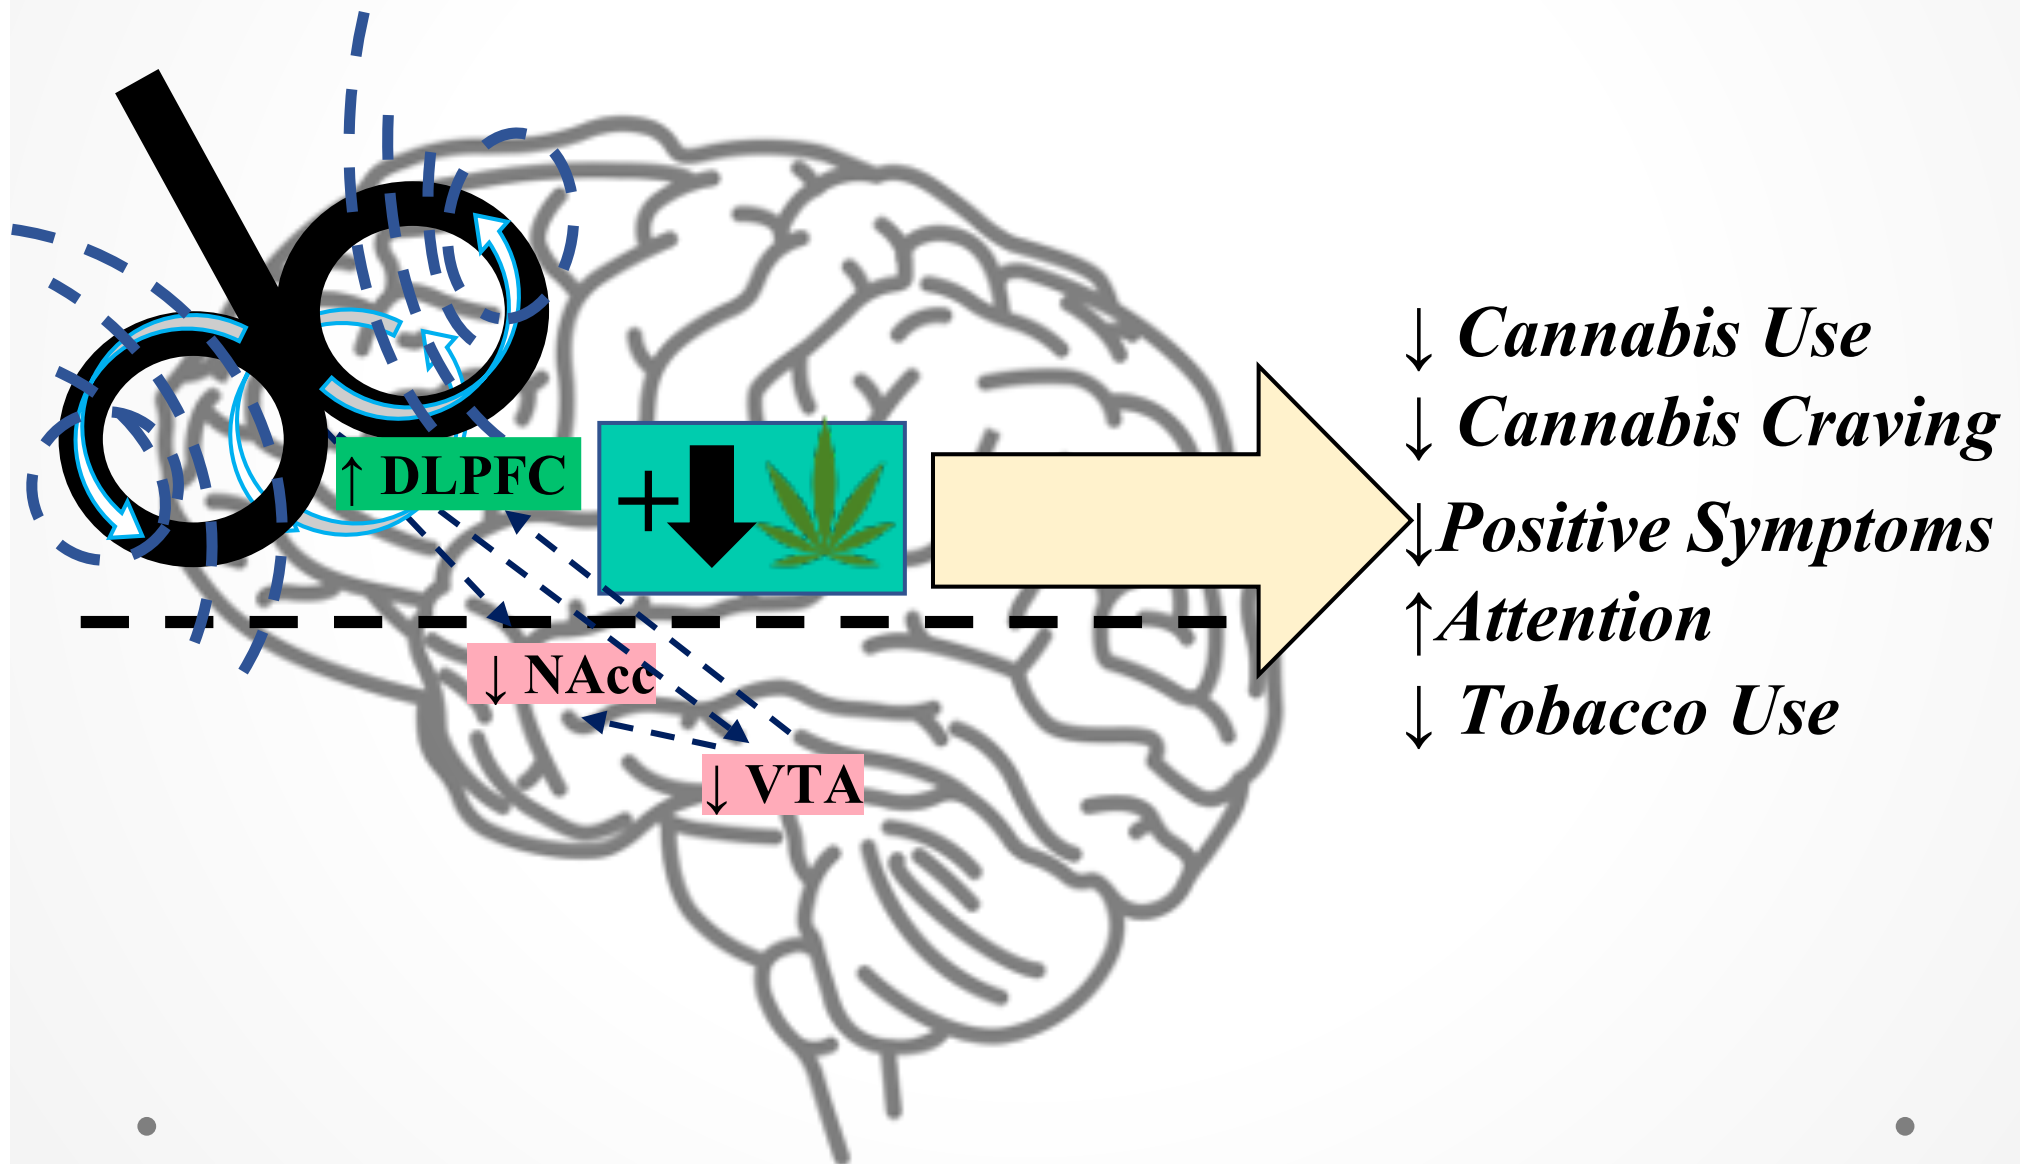 ↑ DLPFC
+
↓ NAcc
↓ VTA
↓ Cannabis Use
↓ Cannabis Craving
↓Positive Symptoms
↑Attention
↓ Tobacco Use